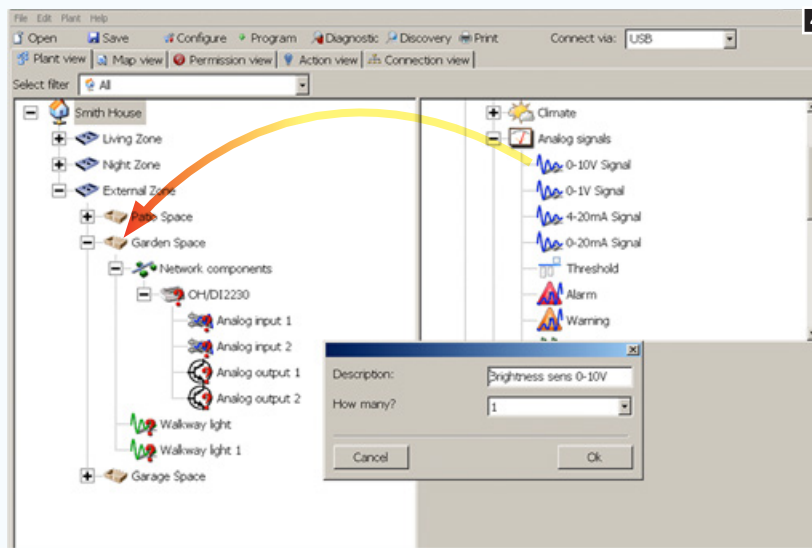 File Edit Plant Help
Open Save Configure Program Diagnostic Discovery Print Connect via: USB
Plant view Map view Permission view Action view Connection view
Select filter All
Smith House
Living Zone
Night Zone
External Zone
Patio Space
Garden Space
Network components
OH/DI2230
Analog input 1
Analog input 2
Analog output 1
Analog output 2
Walkway light
Walkway light 1
Garage Space
Climate
Analog signals
0-10V Signal
0-1V Signal
4-20mA Signal
0-20mA Signal
Threshold
Alarm
Warning
Description: Brightness sens 0-10V
How many? 1
Cancel Ok